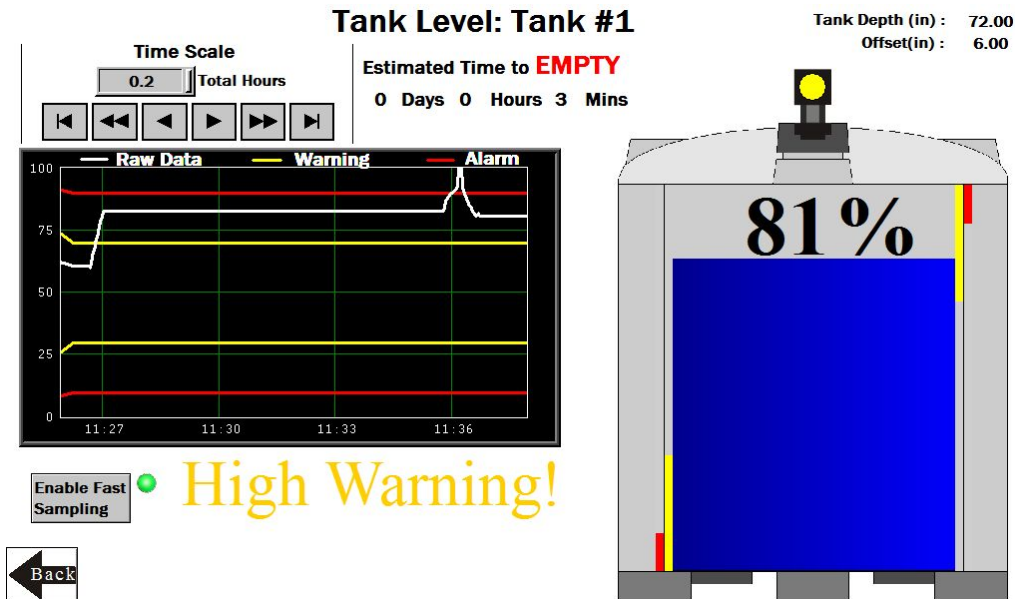 Tank Level: Tank #1
Tank Depth (in) : 72.00
Offset(in) : 6.00
Time Scale
0.2 Total Hours
Estimated Time to EMPTY
0 Days 0 Hours 3 Mins
Raw Data Warning Alarm
100
75
50
25
0
11:27 11:30 11:33 11:36
81%
Enable Fast
Sampling
High Warning!
Back